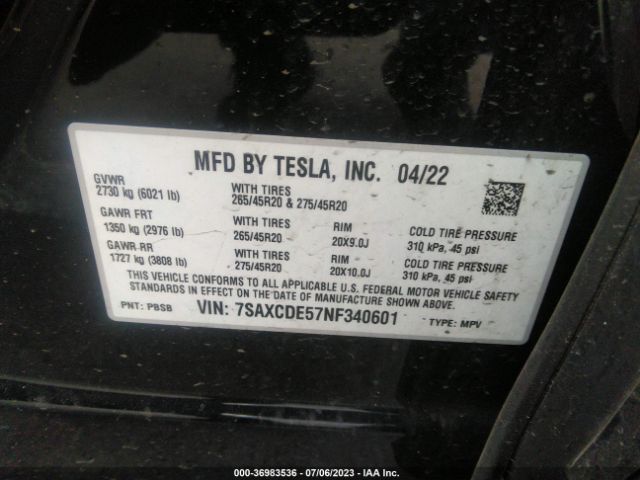 MFD BY TESLA, INC. 04/22
GVWR
2730 kg (6021 lb)
WITH TIRES
265/45R20 & 275/45R20
GAWR FRT
1350 kg (2976 lb)
WITH TIRES
265/45R20
RIM
20X9.0J
COLD TIRE PRESSURE
310 kPa, 45 psi
GAWR RR
1727 kg (3808 lb)
WITH TIRES
275/45R20
RIM
20X10.0J
COLD TIRE PRESSURE
310 kPa, 45 psi
THIS VEHICLE CONFORMS TO ALL APPLICABLE U.S. FEDERAL MOTOR VEHICLE SAFETY
STANDARDS IN EFFECT ON THE DATE OF MANUFACTURE SHOWN ABOVE.
PNT: PBSB VIN: 7SAXCDE57NF340601 TYPE: MPV
000-36983536 - 07/06/2023 - IAA Inc.